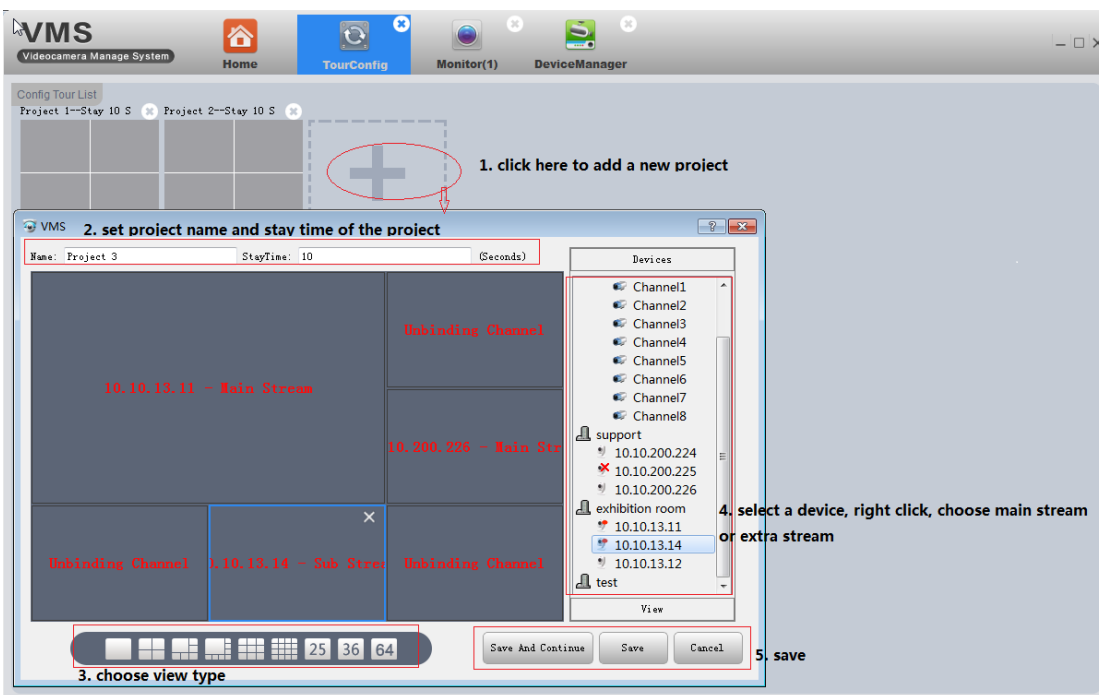 VMS
Videocamera Manage System
Home
TourConfig
Monitor(1)
DeviceManager
Config Tour List
Project 1--Stay 10 S
Project 2--Stay 10 S
1. click here to add a new project
VMS
2. set project name and stay time of the project
Name: Project 3
StayTime: 10
(Seconds)
Devices
10.10.13.11 - Main Stream
Unbinding Channel
10.200.226 - Main Str
Unbinding Channel
.10.13.14 - Sub Stre
Unbinding Channel
Channel1
Channel2
Channel3
Channel4
Channel5
Channel6
Channel7
Channel8
support
10.10.200.224
10.10.200.225
10.10.200.226
exhibition room
10.10.13.11
10.10.13.14
10.10.13.12
test
4. select a device, right click, choose main stream
or extra stream
View
25 36 64
3. choose view type
Save And Continue
Save
Cancel
5. save